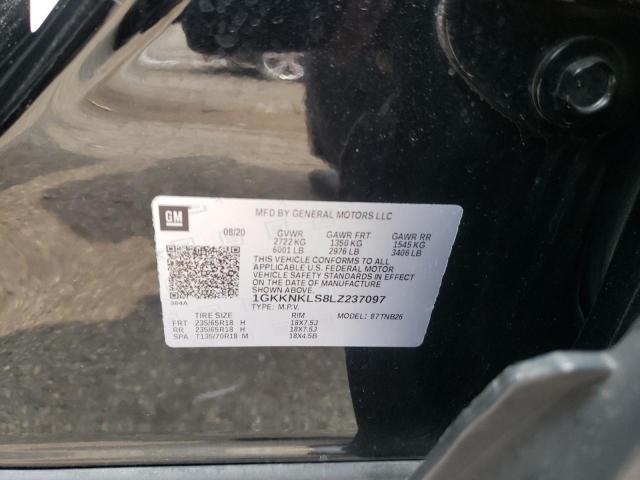 GM
MFD BY GENERAL MOTORS LLC
08/20 GVWR GAWR FRT GAWR RR
2722 KG 1350 KG 1545 KG
6001 LB 2976 LB 3406 LB
THIS VEHICLE CONFORMS TO ALL
APPLICABLE U.S. FEDERAL MOTOR
VEHICLE SAFETY STANDARDS IN EFFECT
ON THE DATE OF MANUFACTURE
SHOWN ABOVE.
384A
1GKKNKLS8LZ237097
TYPE: M.P.V. MODEL: 87TNB26
TIRE SIZE RIM
FRT 235/65R18 H 18X7.5J
RR 235/65R18 H 18X7.5J
SPA T135/70R18 M 18X4.5B